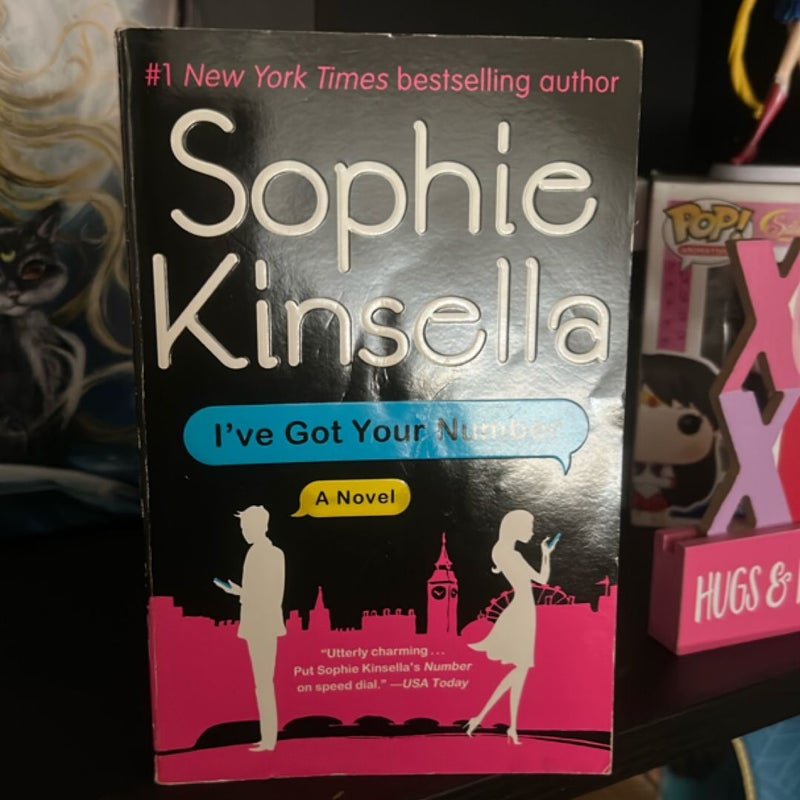 #1 New York Times bestselling author
Sophie
Kinsella
I've Got Your Number
A Novel
"Utterly charming ...
Put Sophie Kinsella's Number
on speed dial." —USA Today
POP!
ANIMATION
X
X
HUGS &